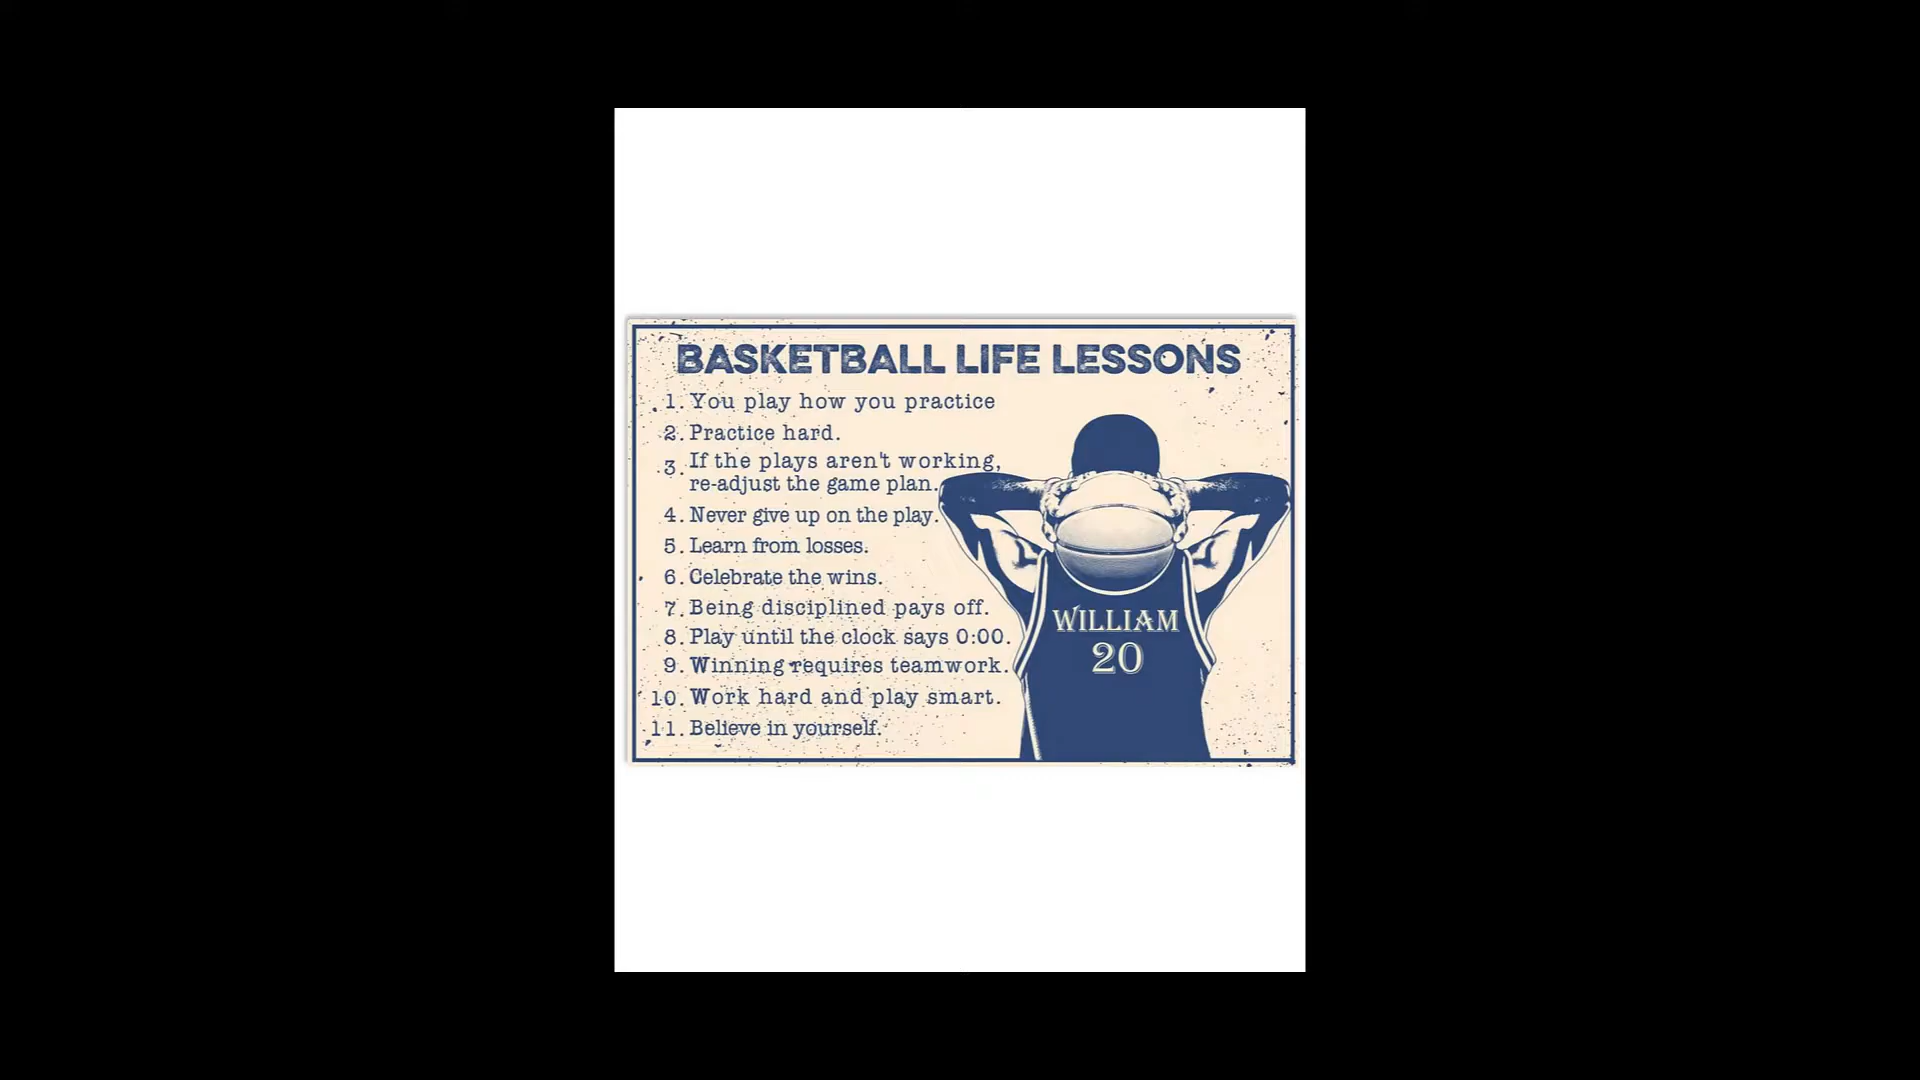 BASKETBALL LIFE LESSONS
1. You play how you practice
2. Practice hard.
3. If the plays aren't working,
re-adjust the game plan.
4. Never give up on the play.
5. Learn from losses.
6. Celebrate the wins.
7. Being disciplined pays off.
8. Play until the clock says 0:00.
9. Winning requires teamwork.
10. Work hard and play smart.
11. Believe in yourself.
WILLIAM
20